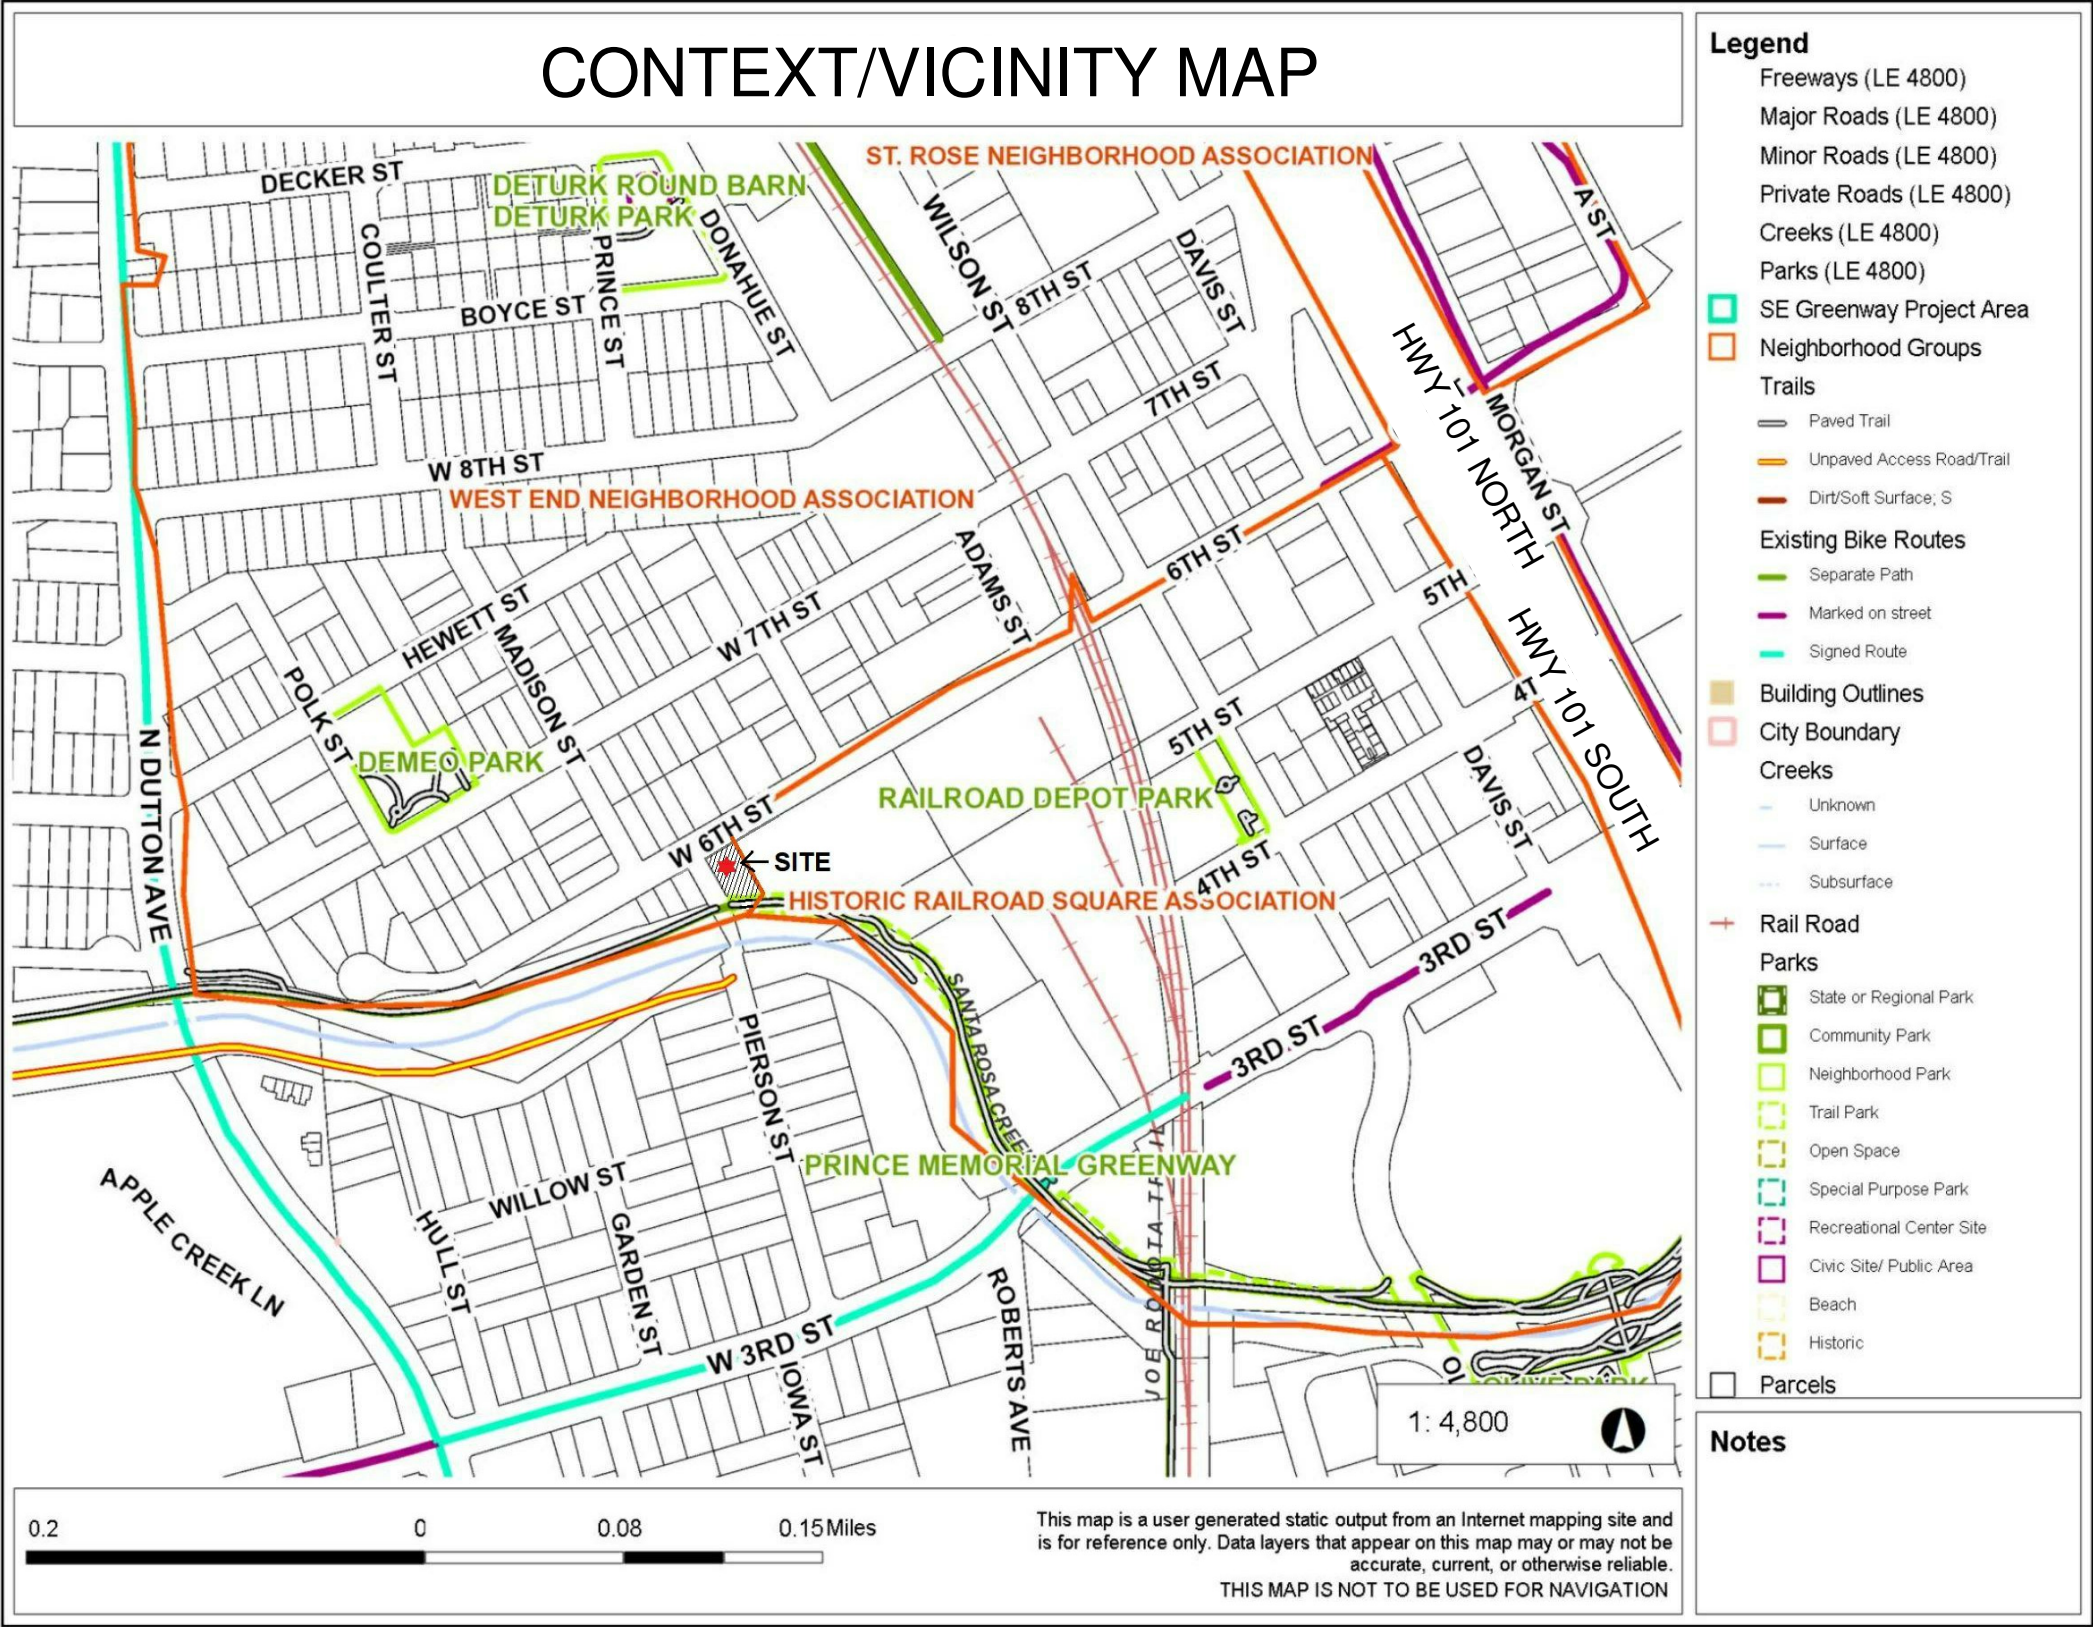 CONTEXT/VICINITY MAP
ST. ROSE NEIGHBORHOOD ASSOCIATION
DECKER ST
DETURK ROUND BARN
DETURK PARK
A ST
COULTER ST
PRINCE ST
DONAHUE ST
WILSON ST
DAVIS ST
8TH ST
BOYCE ST
7TH ST
HWY 101 NORTH
MORGAN ST
W 8TH ST
WEST END NEIGHBORHOOD ASSOCIATION
ADAMS ST
6TH ST
5TH
HEWETT ST
MADISON ST
W 7TH ST
HWY 101 SOUTH
POLK ST
4T
N DUTTON AVE
DEMEO PARK
5TH ST
RAILROAD DEPOT PARK
DAVIS ST
W 6TH ST
SITE
4TH ST
HISTORIC RAILROAD SQUARE ASSOCIATION
3RD ST
SANTA ROSA CREEK
PIERSON ST
3RD ST
PRINCE MEMORIAL GREENWAY
APPLE CREEK LN
WILLOW ST
HULL ST
GARDEN ST
JOE RODOTA TRAIL
ROBERTS AVE
W 3RD ST
IOWA ST
OL
OLIVE PARK
1: 4,800
Legend
Freeways (LE 4800)
Major Roads (LE 4800)
Minor Roads (LE 4800)
Private Roads (LE 4800)
Creeks (LE 4800)
Parks (LE 4800)
SE Greenway Project Area
Neighborhood Groups
Trails
Paved Trail
Unpaved Access Road/Trail
Dirt/Soft Surface; S
Existing Bike Routes
Separate Path
Marked on street
Signed Route
Building Outlines
City Boundary
Creeks
Unknown
Surface
Subsurface
Rail Road
Parks
State or Regional Park
Community Park
Neighborhood Park
Trail Park
Open Space
Special Purpose Park
Recreational Center Site
Civic Site/ Public Area
Beach
Historic
Parcels
Notes
0.2 0 0.08 0.15 Miles
This map is a user generated static output from an Internet mapping site and
is for reference only. Data layers that appear on this map may or may not be
accurate, current, or otherwise reliable.
THIS MAP IS NOT TO BE USED FOR NAVIGATION